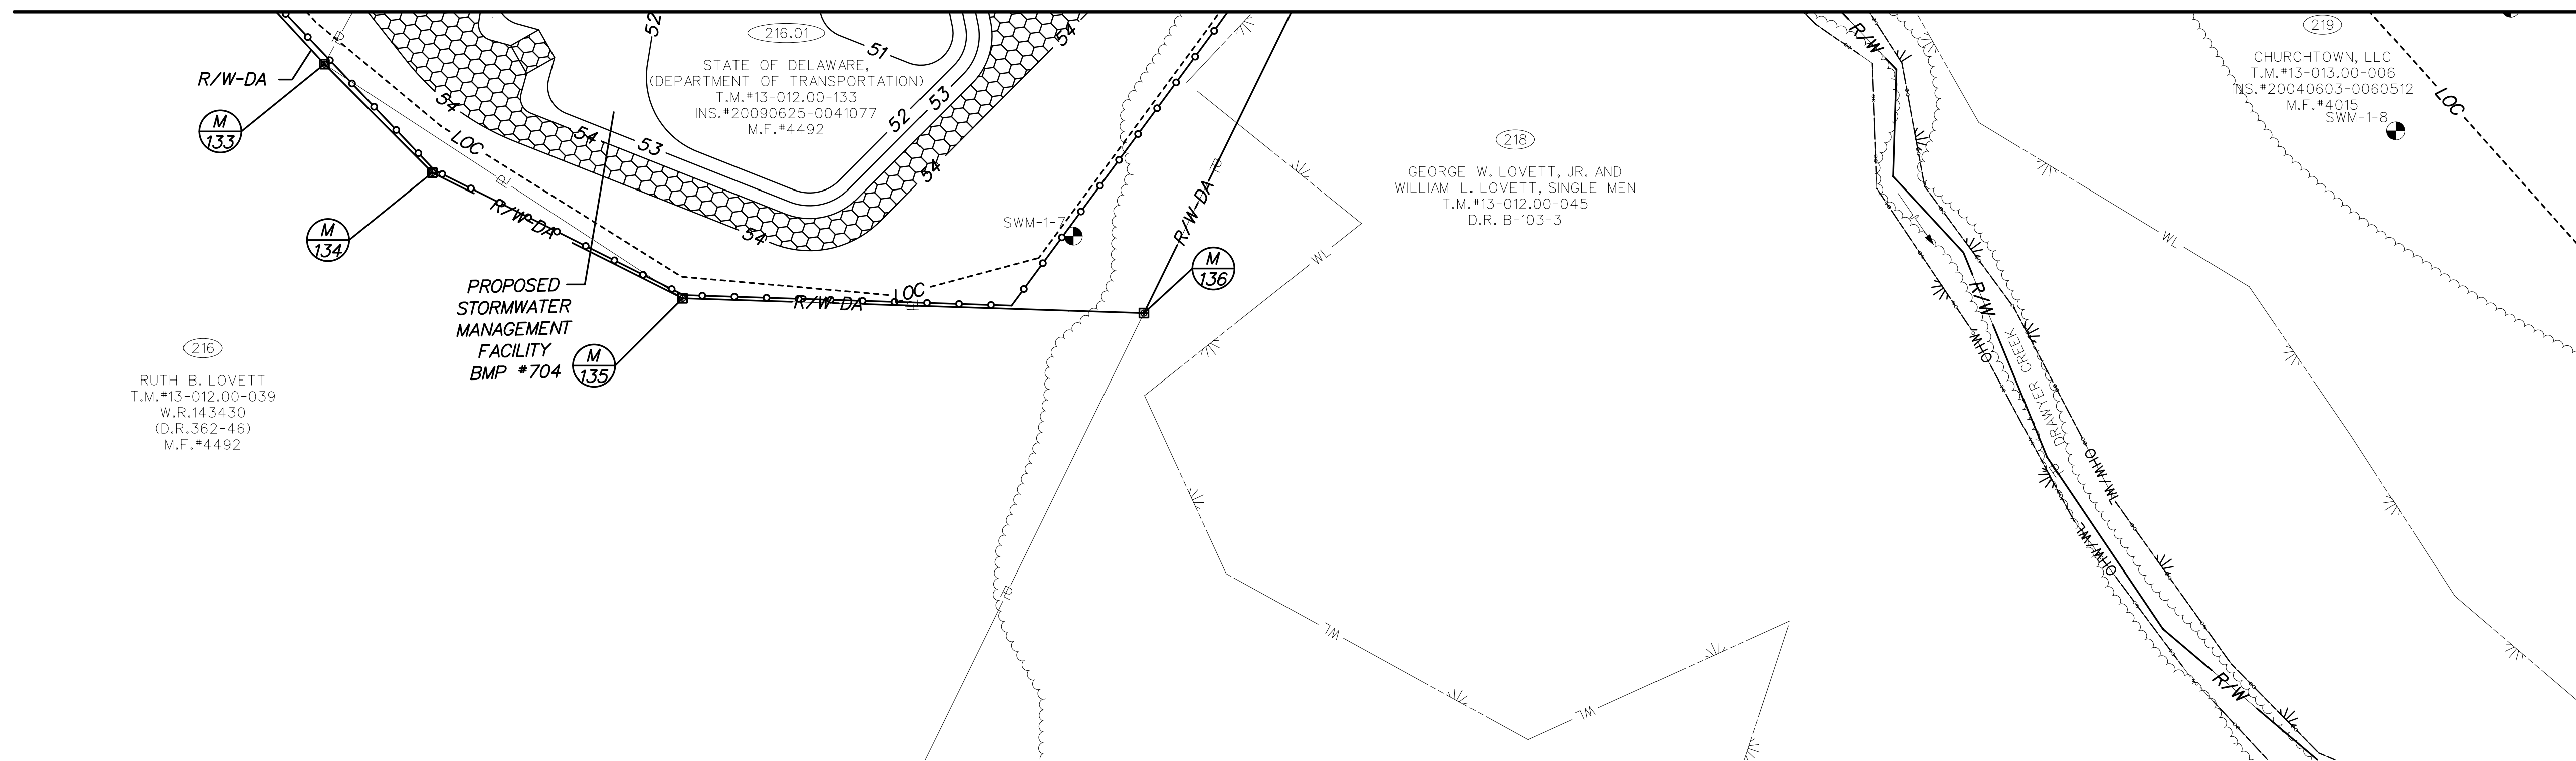 216.01
STATE OF DELAWARE,
(DEPARTMENT OF TRANSPORTATION)
T.M.#13-012.00-133
INS.#20090625-0041077
M.F.#4492
R/W-DA
M
133
M
134
M
135
M
136
LOC
LOC
R/W-DA
R/W-DA
R/W-DA
52
51
52
53
54
54
54
53
54
54
SWM-1-7
PROPOSED
STORMWATER
MANAGEMENT
FACILITY
BMP #704
216
RUTH B. LOVETT
T.M.#13-012.00-039
W.R.143430
(D.R.362-46)
M.F.#4492
218
GEORGE W. LOVETT, JR. AND
WILLIAM L. LOVETT, SINGLE MEN
T.M.#13-012.00-045
D.R. B-103-3
WL
WL
WL
WL
R/W
R/W
R/W
OHW
DRAWYER CREEK
OHW/WL
OHW/WL
219
CHURCHTOWN, LLC
T.M.#13-013.00-006
INS.#20040603-0060512
M.F.#4015
SWM-1-8
LOC